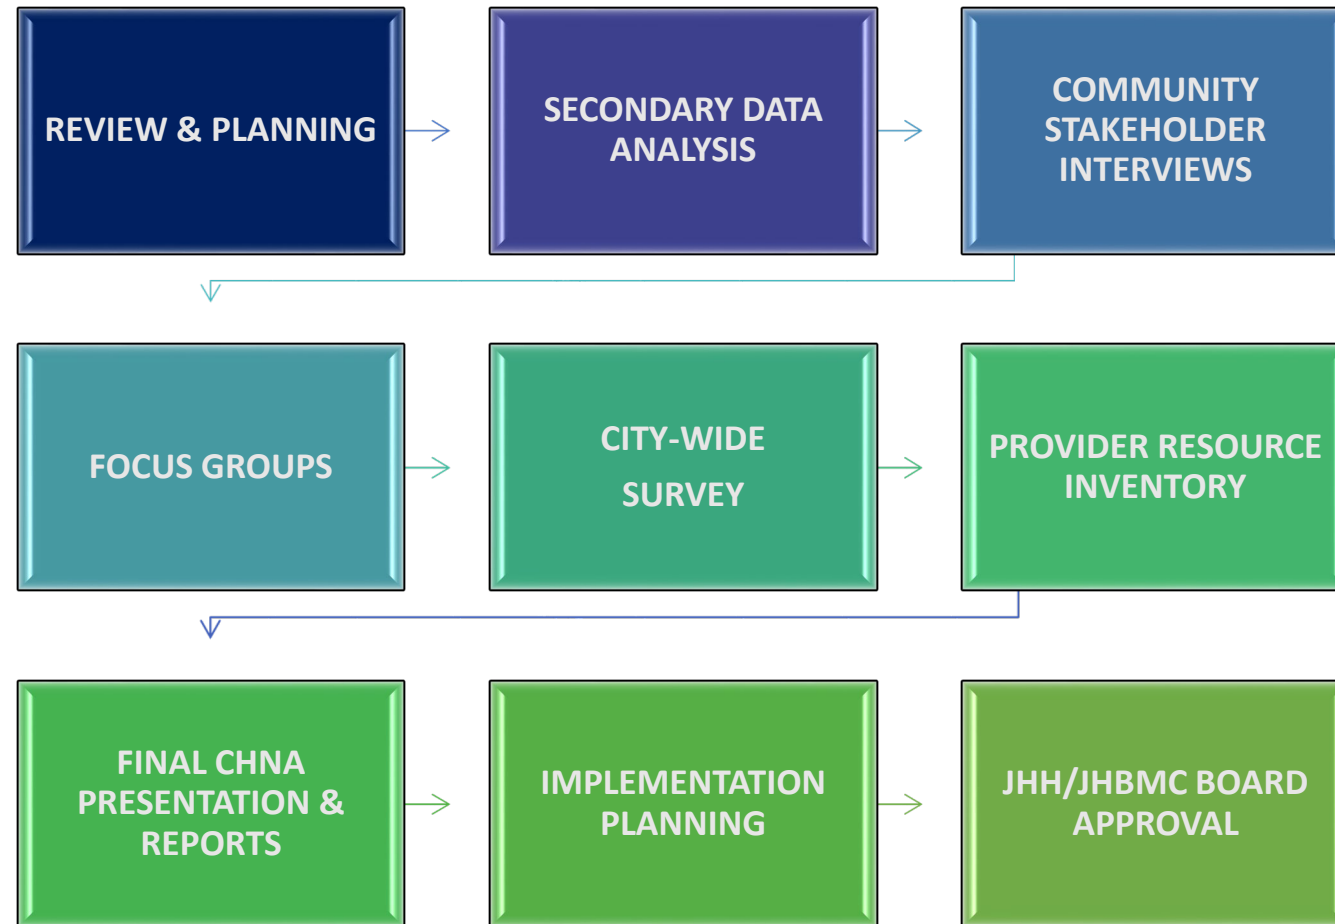 REVIEW & PLANNING
SECONDARY DATA
ANALYSIS
COMMUNITY
STAKEHOLDER
INTERVIEWS
FOCUS GROUPS
CITY-WIDE
SURVEY
PROVIDER RESOURCE
INVENTORY
FINAL CHNA
PRESENTATION &
REPORTS
IMPLEMENTATION
PLANNING
JHH/JHBMC BOARD
APPROVAL